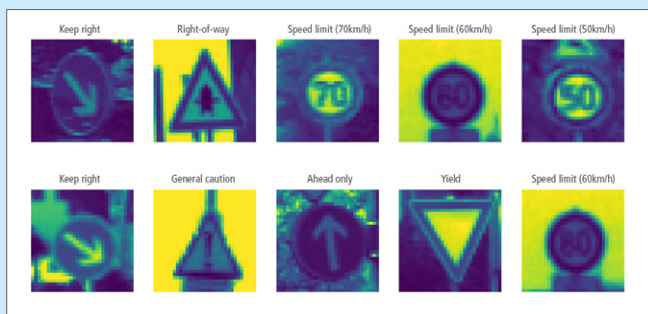 Keep right
Right-of-way
Speed limit (70km/h)
Speed limit (60km/h)
Speed limit (50km/h)
70
60
50
Keep right
General caution
Ahead only
Yield
Speed limit (60km/h)
!
60